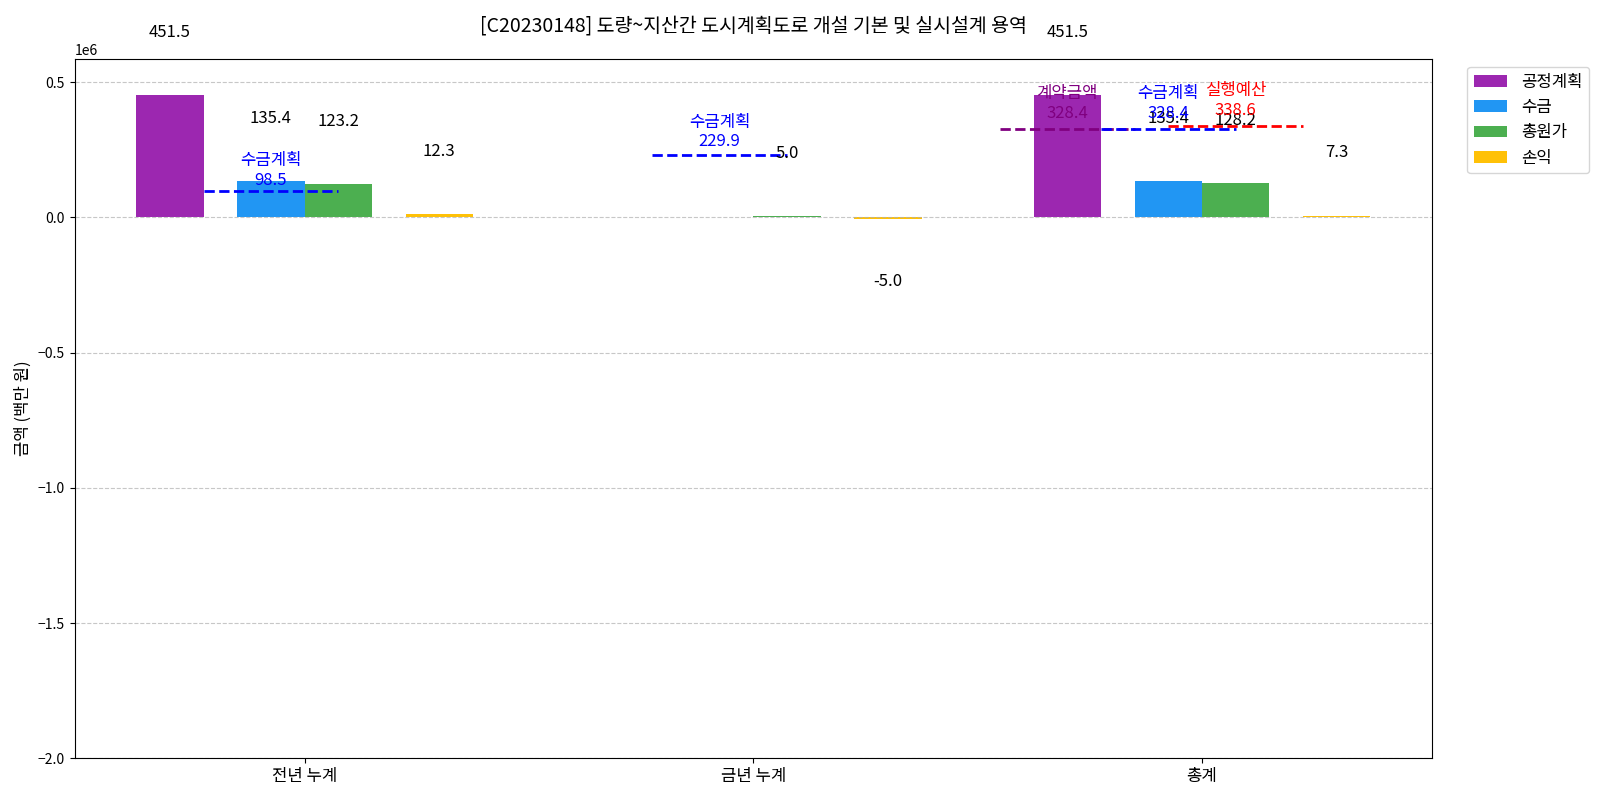 [C20230148] 도량~지산간 도시계획도로 개설 기본 및 실시설계 용역
1e6
금액 (백만 원)
0.5
0.0
−0.5
−1.0
−1.5
−2.0
451.5
135.4
123.2
12.3
수금계획
98.5
수금계획
229.9
5.0
-5.0
451.5
계약금액
328.4
수금계획
328.4
135.4
실행예산
338.6
128.2
7.3
전년 누계
금년 누계
총계
공정계획
수금
총원가
손익